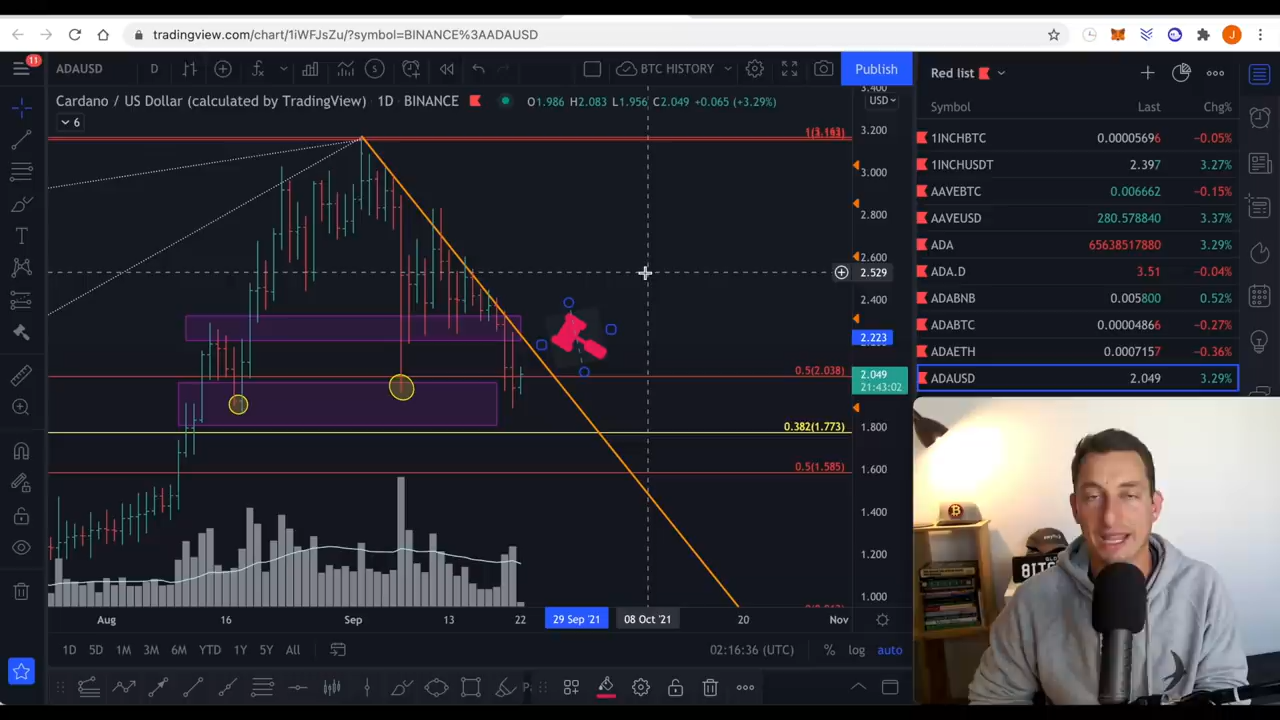 tradingview.com/chart/1iWFJsZu/?symbol=BINANCE%3AADAUSD
J
11
ADAUSD D BTC HISTORY Publish
Red list
Cardano / US Dollar (calculated by TradingView) 1D BINANCE O1.986 H2.083 L1.956 C2.049 +0.065 (+3.29%)
6
USD
Symbol Last Chg%
1INCHBTC 0.00005696 −0.05%
1INCHUSDT 2.397 3.27%
AAVEBTC 0.006662 −0.15%
AAVEUSD 280.578840 3.37%
ADA 65638517880 3.29%
ADA.D 3.51 −0.04%
ADABNB 0.005800 0.52%
ADABTC 0.00004866 −0.27%
ADAETH 0.0007157 −0.36%
ADAUSD 2.049 3.29%
3.400
3.200
3.000
2.800
2.600
2.529
2.400
2.223
2.049
21:43:02
1.800
1.600
1.400
1.200
1.000
1(3.163)
0.5(2.038)
0.382(1.773)
0.5(1.585)
Aug 16 Sep 13 22 29 Sep '21 08 Oct '21 20 Nov
1D 5D 1M 3M 6M YTD 1Y 5Y All
02:16:36 (UTC) % log auto